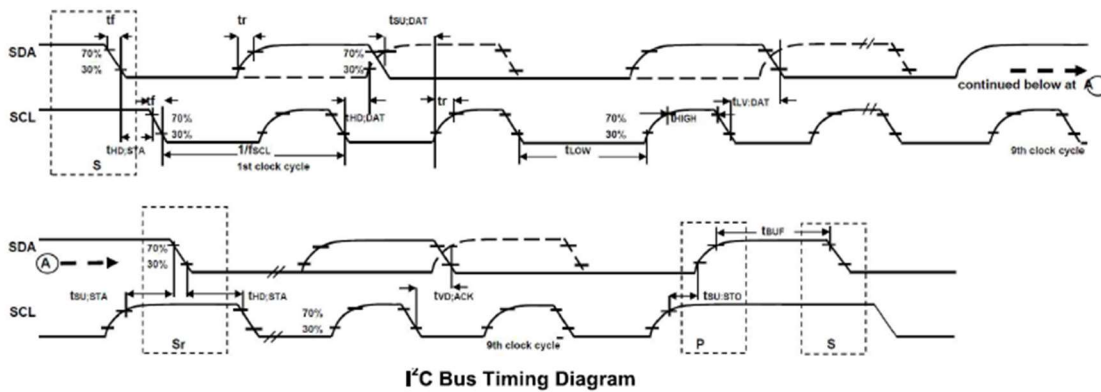 tf
tr
tSU;DAT
SDA
70%
30%
70%
30%
continued below at A
tf
tr
tLV:DAT
SCL
70%
30%
tHD;DAT
70%
30%
tHIGH
tHD;STA
1/fSCL
tLOW
S
1st clock cycle
9th clock cycle
SDA
70%
30%
tBUF
A
tSU;STA
tHD;STA
tVD;ACK
tSU:STO
SCL
70%
30%
Sr
9th clock cycle
P
S
I²C Bus Timing Diagram